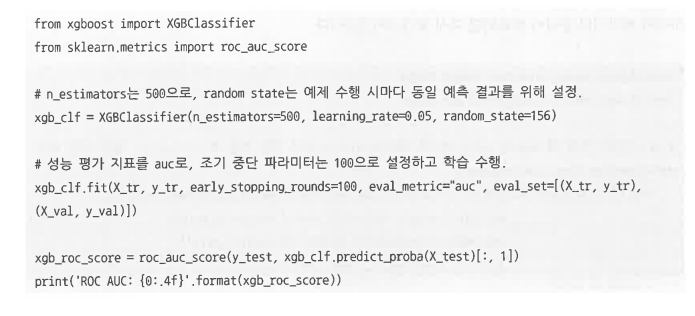 from xgboost import XGBClassifier
from sklearn.metrics import roc_auc_score
# n_estimators는 500으로, random state는 예제 수행 시마다 동일 예측 결과를 위해 설정.
xgb_clf = XGBClassifier(n_estimators=500, learning_rate=0.05, random_state=156)
# 성능 평가 지표를 auc로, 조기 중단 파라미터는 100으로 설정하고 학습 수행.
xgb_clf.fit(X_tr, y_tr, early_stopping_rounds=100, eval_metric="auc", eval_set=[(X_tr, y_tr),
(X_val, y_val)])
xgb_roc_score = roc_auc_score(y_test, xgb_clf.predict_proba(X_test)[:, 1])
print('ROC AUC: {0:.4f}'.format(xgb_roc_score))